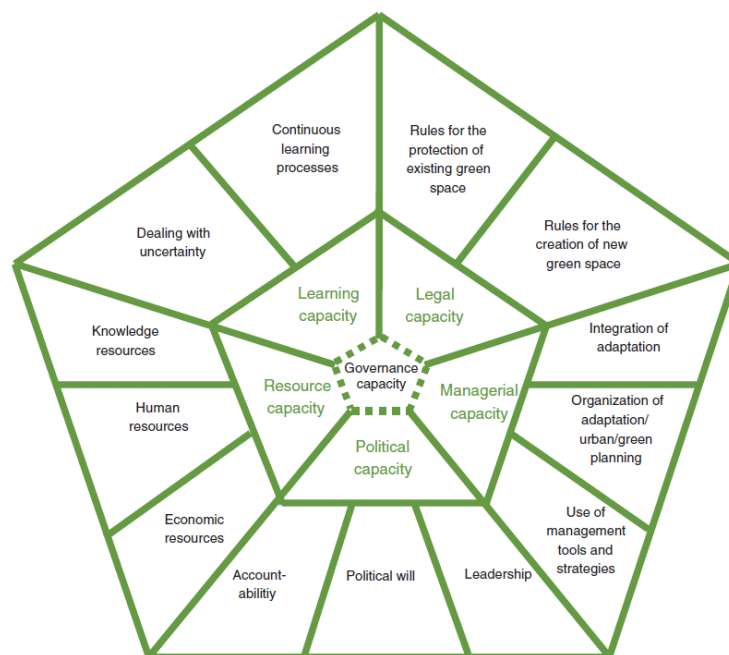 Continuous
learning
processes
Rules for the
protection of
existing green
space
Dealing with
uncertainty
Rules for the
creation of new
green space
Learning
capacity
Legal
capacity
Knowledge
resources
Integration of
adaptation
Governance
capacity
Resource
capacity
Managerial
capacity
Human
resources
Organization of
adaptation/
urban/green
planning
Political
capacity
Economic
resources
Use of
management
tools and
strategies
Account-
abilitiy
Political will
Leadership